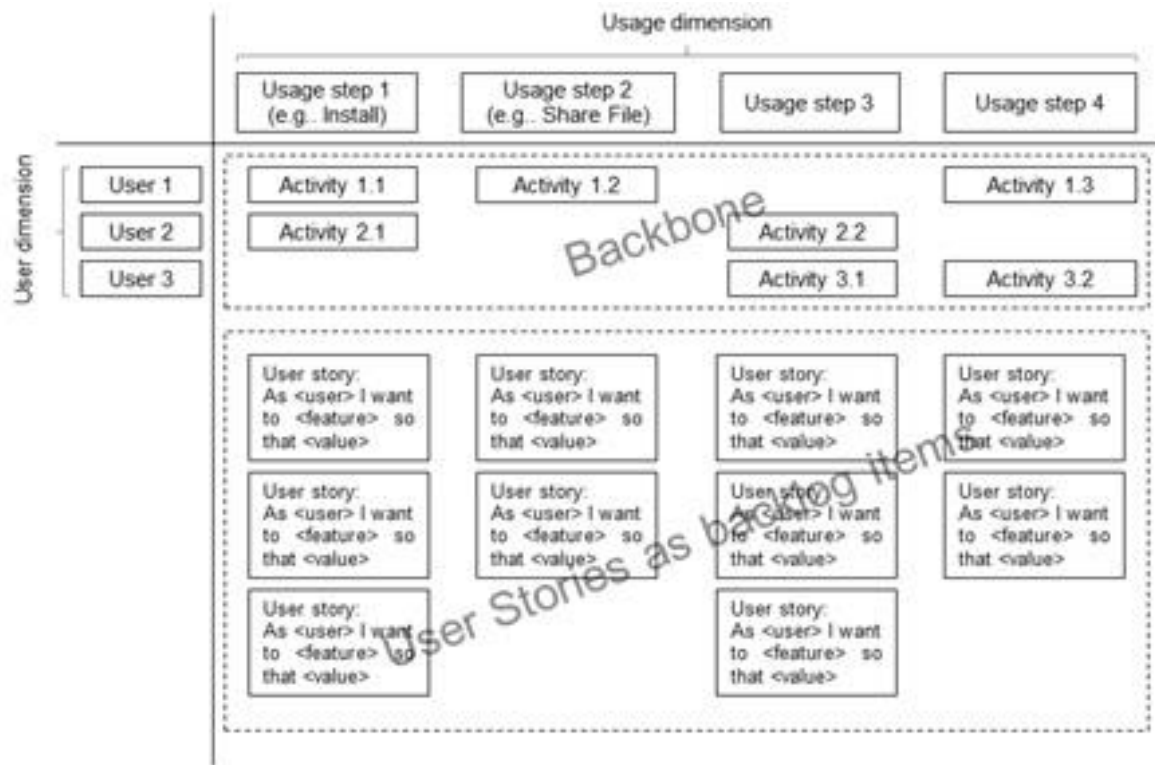 Usage dimension
Usage step 1
(e.g.. Install)
Usage step 2
(e.g.. Share File)
Usage step 3
Usage step 4
User dimension
User 1
Activity 1.1
Activity 1.2
Activity 1.3
User 2
Activity 2.1
Activity 2.2
User 3
Activity 3.1
Activity 3.2
Backbone
User story:
As <user> I want
to <feature> so
that <value>
User story:
As <user> I want
to <feature> so
that <value>
User story:
As <user> I want
to <feature> so
that <value>
User story:
As <user> I want
to <feature> so
that <value>
User story:
As <user> I want
to <feature> so
that <value>
User story:
As <user> I want
to <feature> so
that <value>
User story:
As <user> I want
to <feature> so
that <value>
User story:
As <user> I want
to <feature> so
that <value>
User story:
As <user> I want
to <feature> so
that <value>
User story:
As <user> I want
to <feature> so
that <value>
User Stories as backlog items